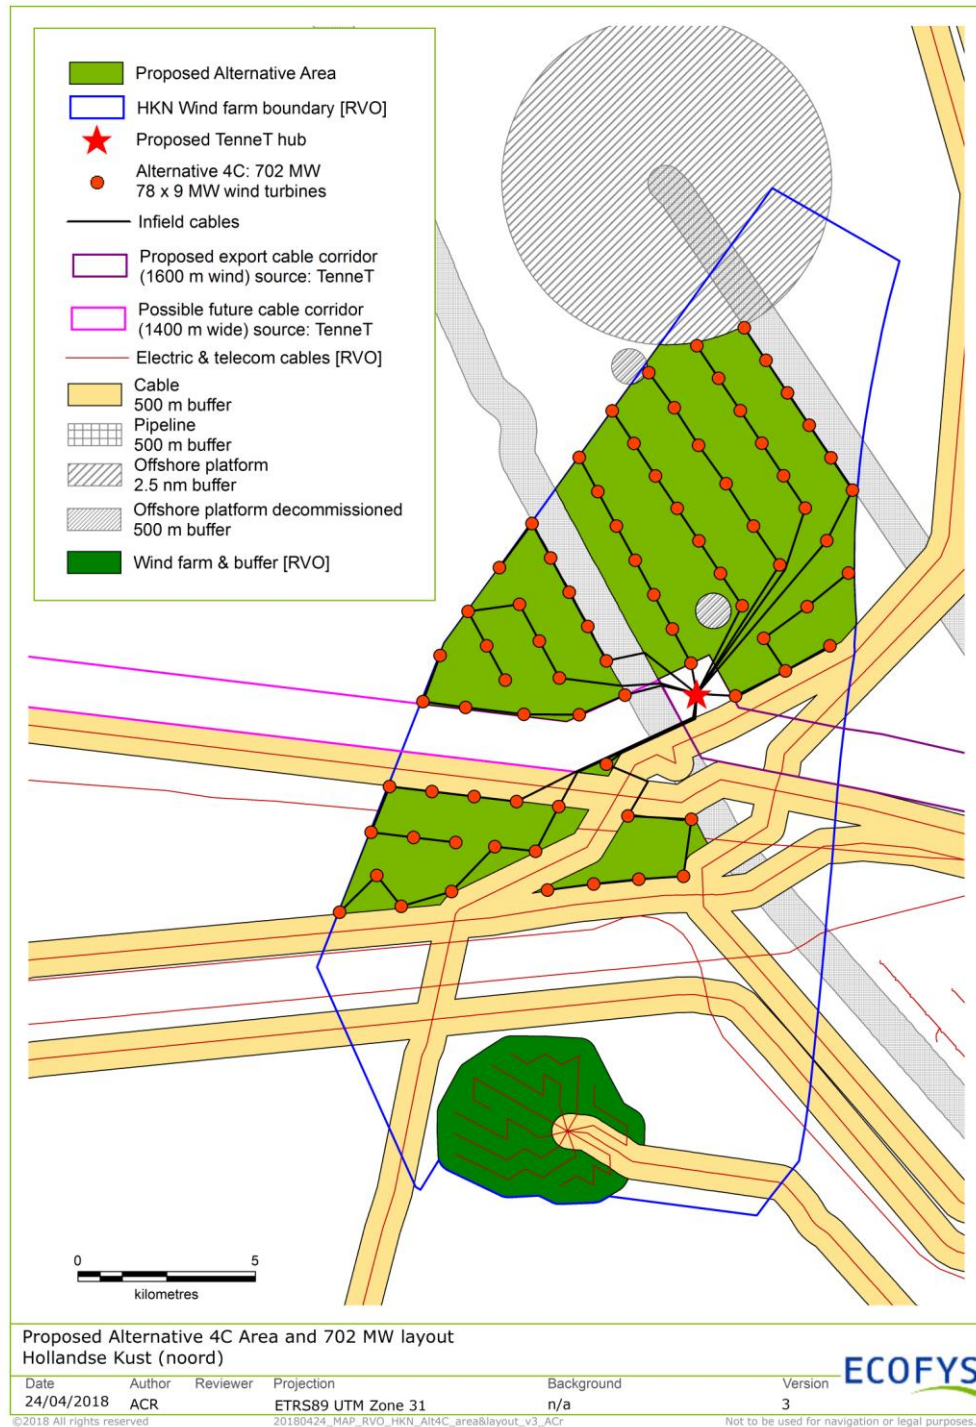 Proposed Alternative Area
HKN Wind farm boundary [RVO]
Proposed TenneT hub
Alternative 4C: 702 MW
78 x 9 MW wind turbines
Infield cables
Proposed export cable corridor
(1600 m wind) source: TenneT
Possible future cable corridor
(1400 m wide) source: TenneT
Electric & telecom cables [RVO]
Cable
500 m buffer
Pipeline
500 m buffer
Offshore platform
2.5 nm buffer
Offshore platform decommissioned
500 m buffer
Wind farm & buffer [RVO]
0 5
kilometres
Proposed Alternative 4C Area and 702 MW layout
Hollandse Kust (noord)
ECOFYS
Date Author Reviewer Projection Background Version
24/04/2018 ACR ETRS89 UTM Zone 31 n/a 3
©2018 All rights reserved 20180424_MAP_RVO_HKN_Alt4C_area&layout_v3_ACr Not to be used for navigation or legal purposes.